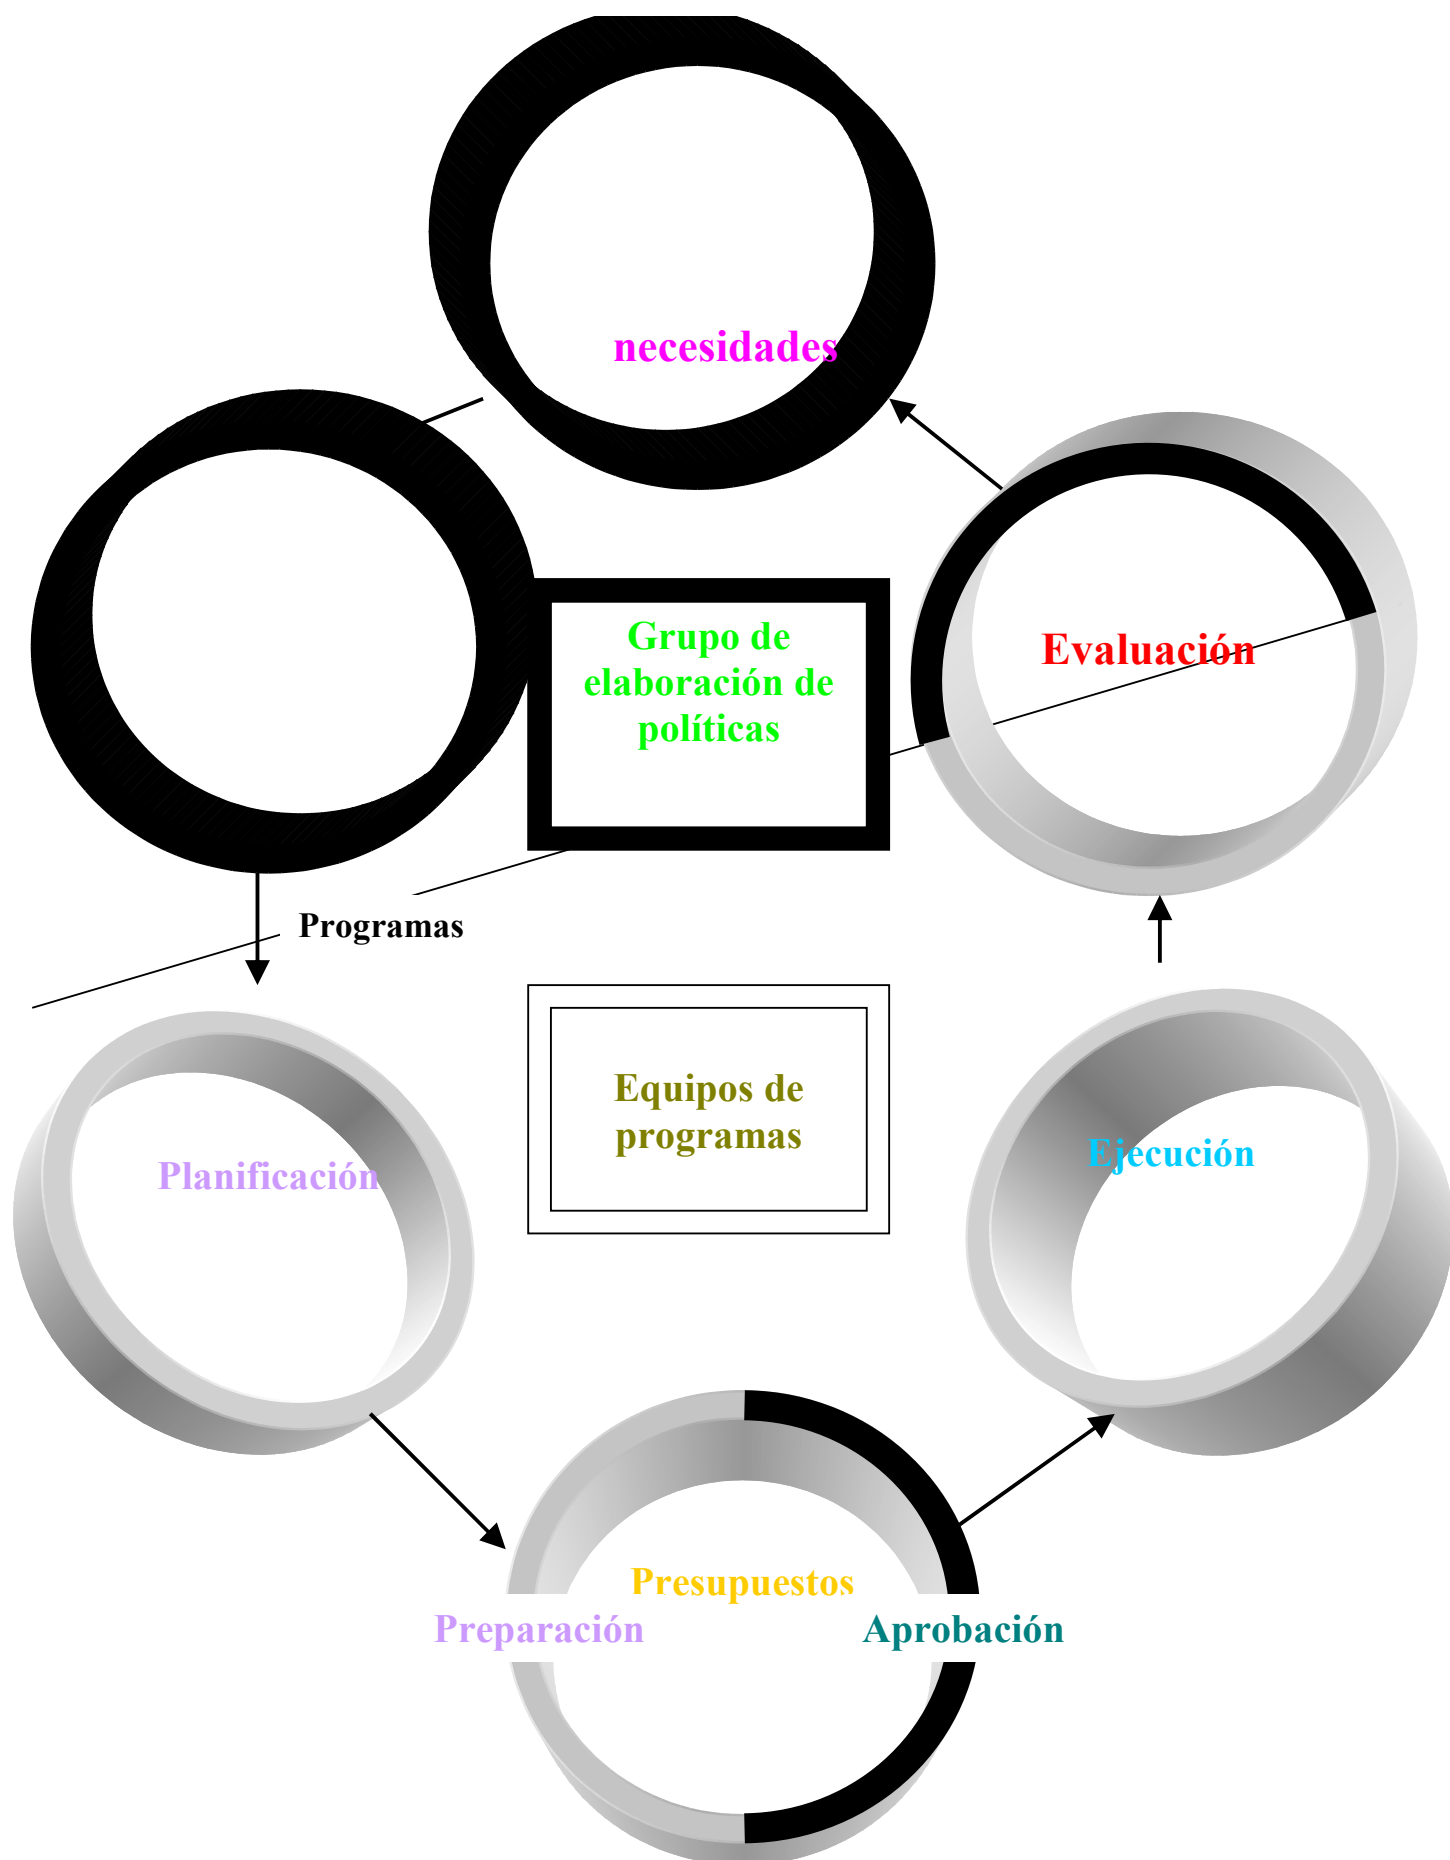 necesidades
Grupo de
elaboración de
políticas
Evaluación
Programas
Equipos de
programas
Planificación
Ejecución
Presupuestos
Preparación
Aprobación